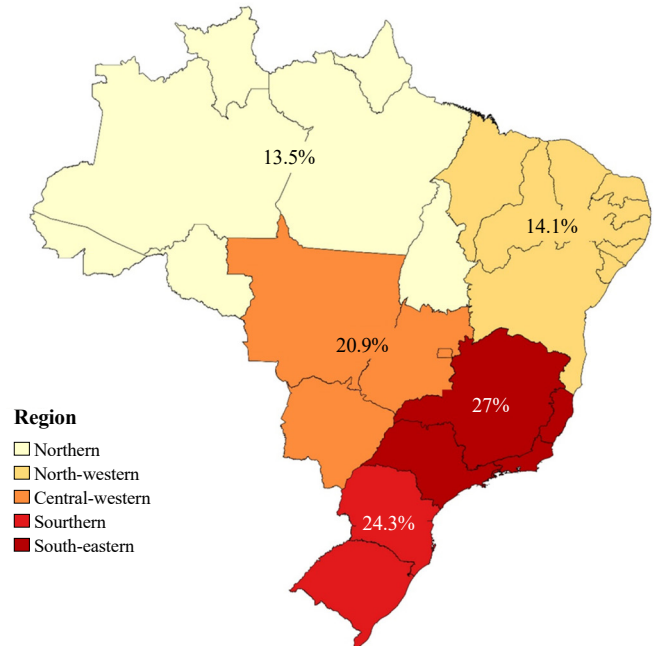 13.5%
14.1%
20.9%
27%
24.3%
Region
Northern
North-western
Central-western
Sourthern
South-eastern